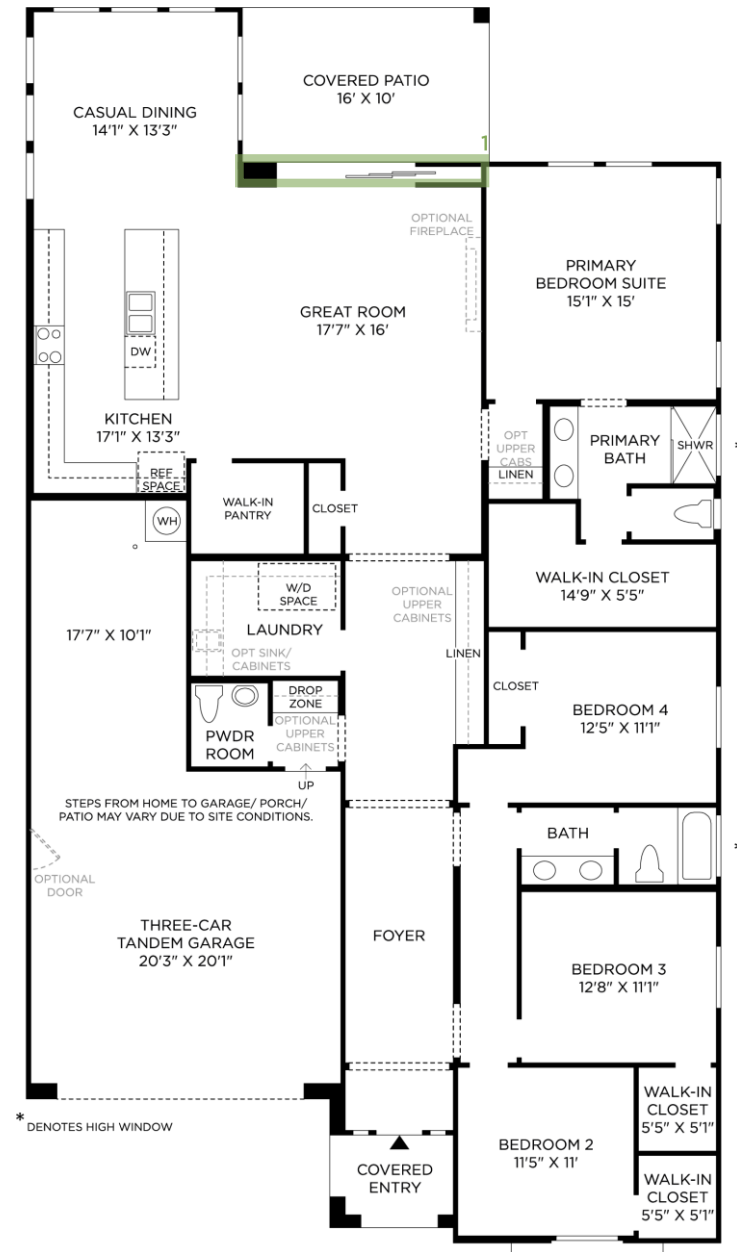 COVERED PATIO
16' X 10'
CASUAL DINING
14'1" X 13'3"
1
OPTIONAL
FIREPLACE
PRIMARY
BEDROOM SUITE
15'1" X 15'
GREAT ROOM
17'7" X 16'
DW
KITCHEN
17'1" X 13'3"
REF
SPACE
OPT
UPPER
CABS
LINEN
PRIMARY
BATH
SHWR
*
WALK-IN
PANTRY
CLOSET
WH
WALK-IN CLOSET
14'9" X 5'5"
W/D
SPACE
LAUNDRY
OPT SINK/
CABINETS
OPTIONAL
UPPER
CABINETS
LINEN
17'7" X 10'1"
CLOSET
BEDROOM 4
12'5" X 11'1"
PWDR
ROOM
DROP
ZONE
OPTIONAL
UPPER
CABINETS
UP
STEPS FROM HOME TO GARAGE/ PORCH/
PATIO MAY VARY DUE TO SITE CONDITIONS.
BATH
*
OPTIONAL
DOOR
THREE-CAR
TANDEM GARAGE
20'3" X 20'1"
FOYER
BEDROOM 3
12'8" X 11'1"
WALK-IN
CLOSET
5'5" X 5'1"
* DENOTES HIGH WINDOW
BEDROOM 2
11'5" X 11'
COVERED
ENTRY
WALK-IN
CLOSET
5'5" X 5'1"